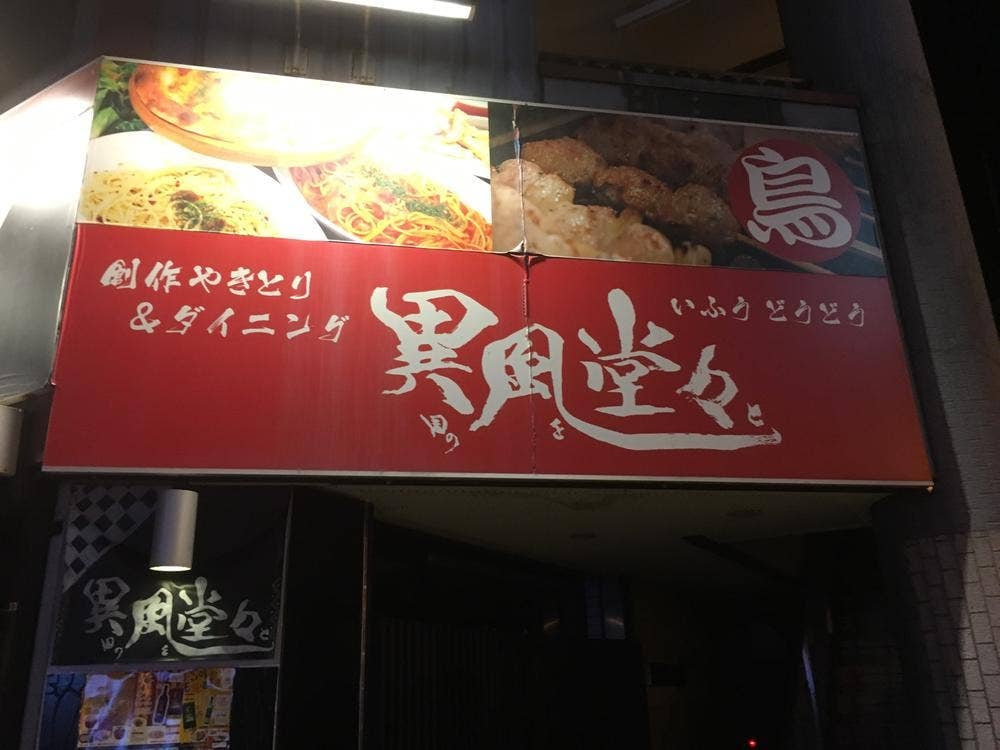 鳥
創作やきとり
&ダイニング
いふう どうどう
異風堂々
異風堂々